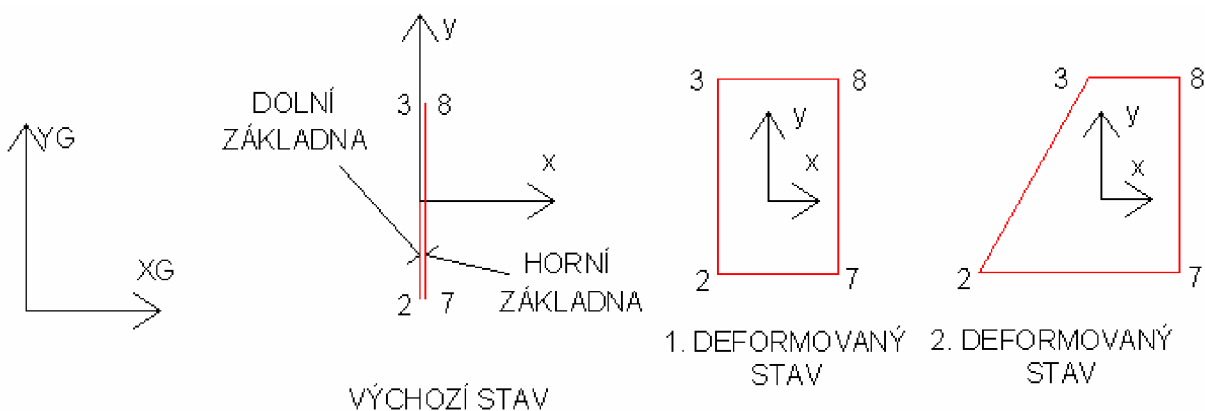 YG
XG
DOLNÍ
ZÁKLADNA
y
3 8
x
2 7
HORNÍ
ZÁKLADNA
VÝCHOZÍ STAV
3 8
y
x
2 7
1. DEFORMOVANÝ
STAV
3 8
y
x
2 7
2. DEFORMOVANÝ
STAV